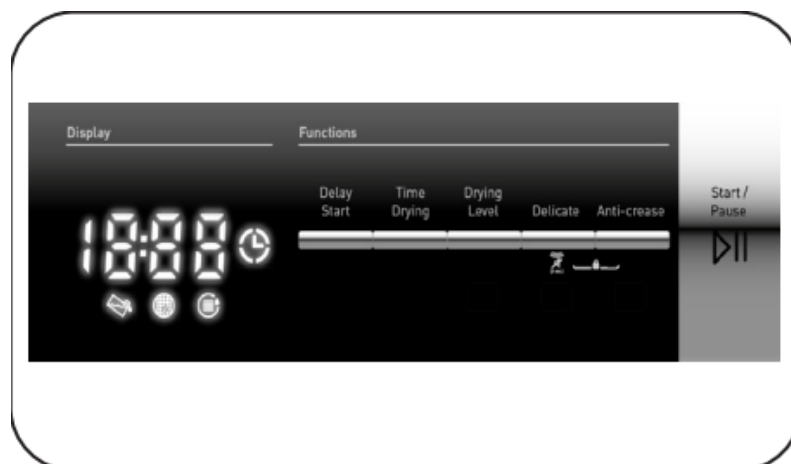 Display
Functions
Delay Start
Time Drying
Drying Level
Delicate
Anti-crease
Start / Pause
18:88